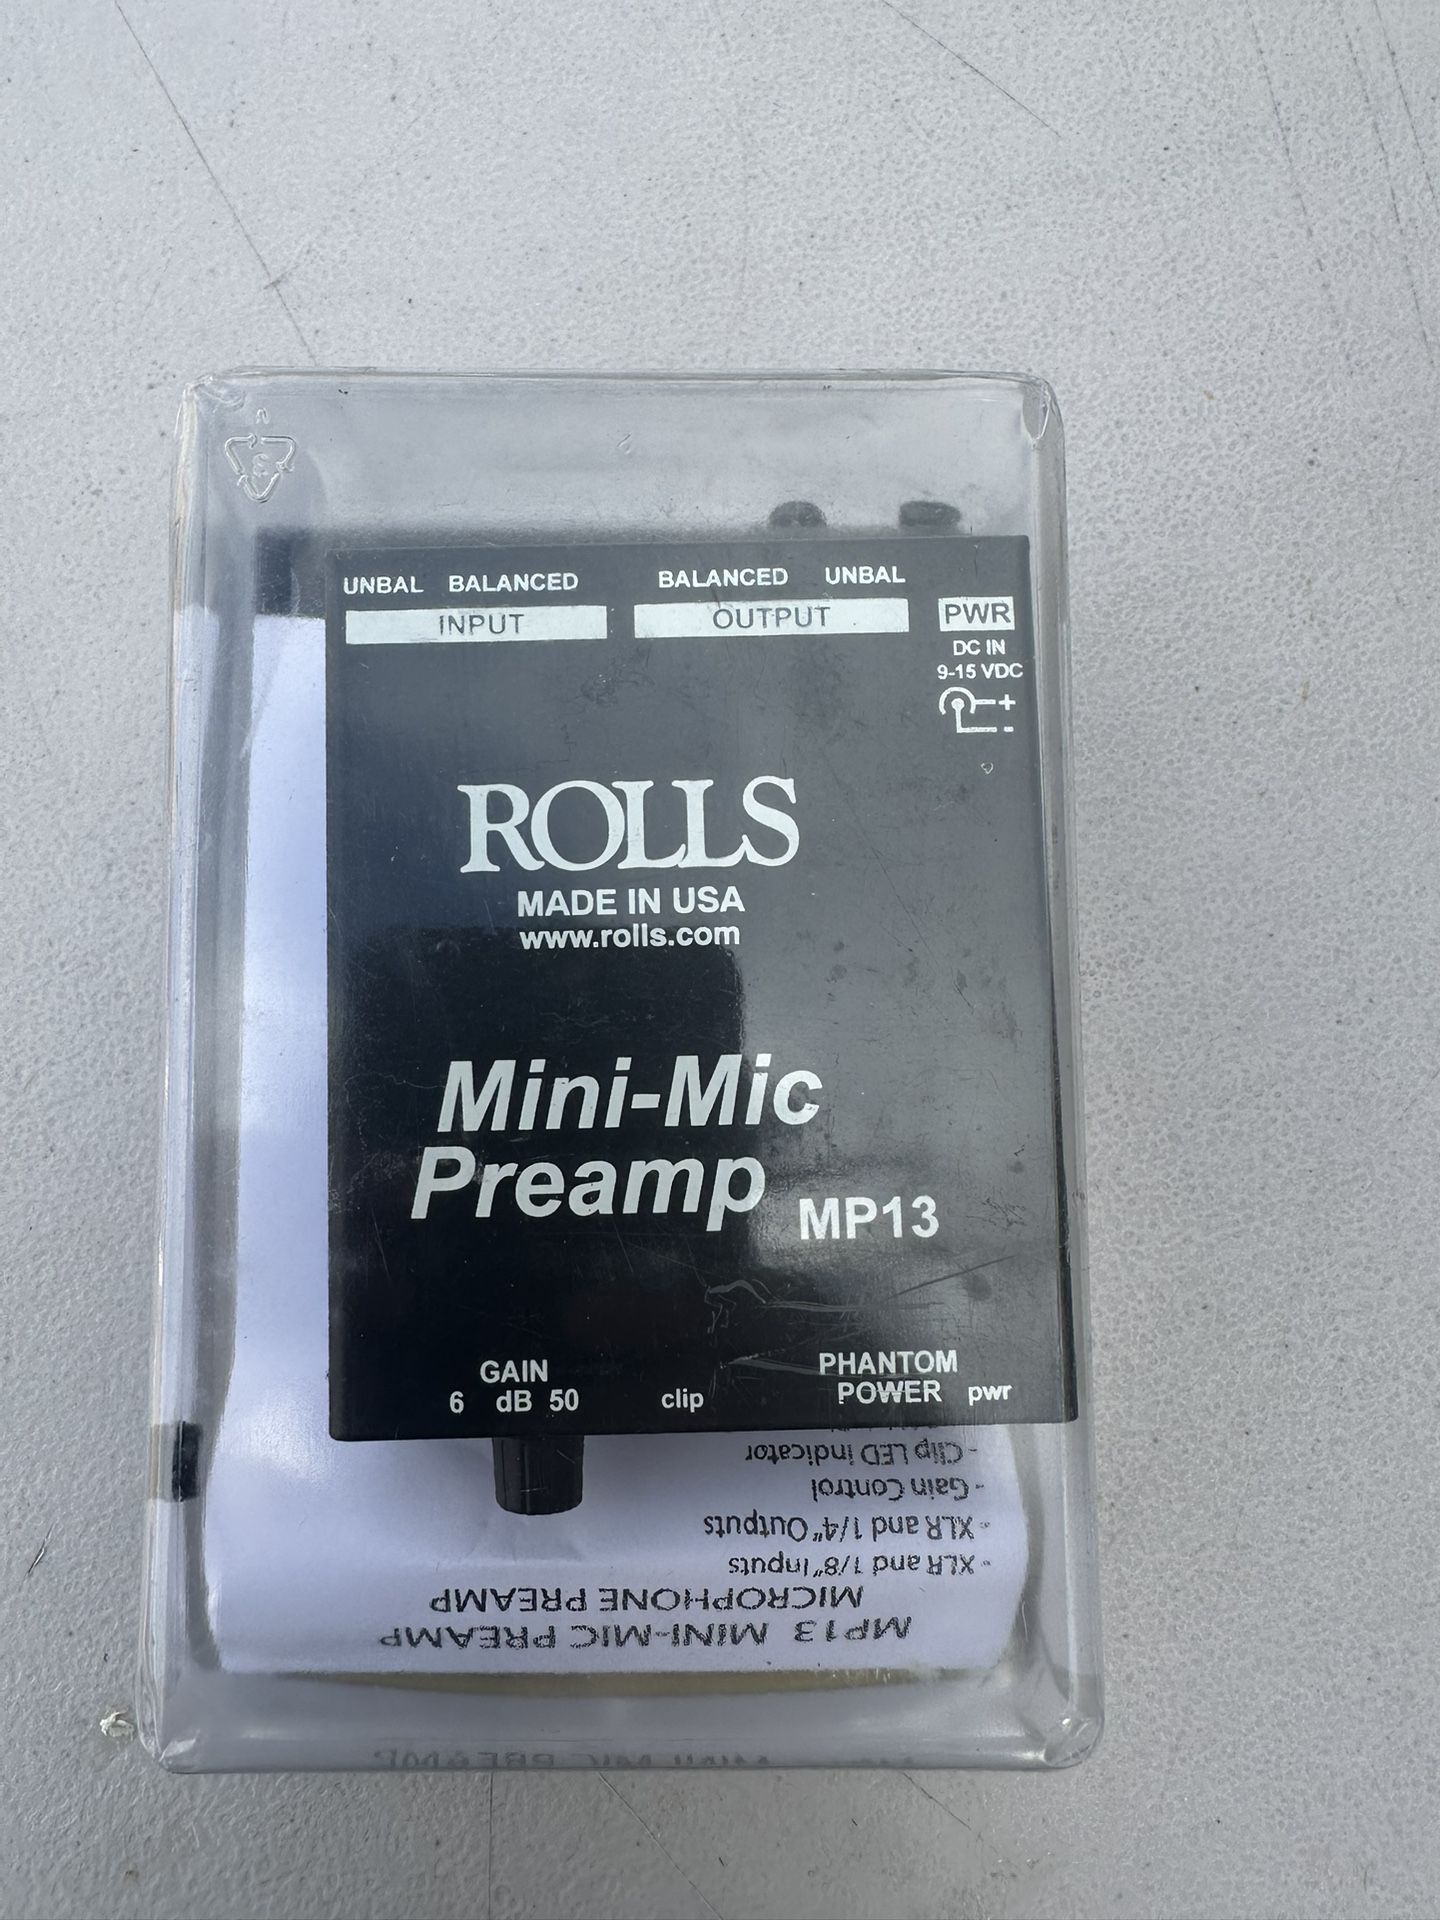 UNBAL BALANCED BALANCED UNBAL
INPUT OUTPUT PWR
DC IN
9-15 VDC
+
-
ROLLS
MADE IN USA
www.rolls.com
Mini-Mic
Preamp MP13
GAIN
6 dB 50
clip
PHANTOM
POWER pwr
MP13 MINI-MIC PREAMP
MICROPHONE PREAMP
- XLR and 1/8" Inputs
- XLR and 1/4" Outputs
- Gain Control
- Clip LED indicator
3